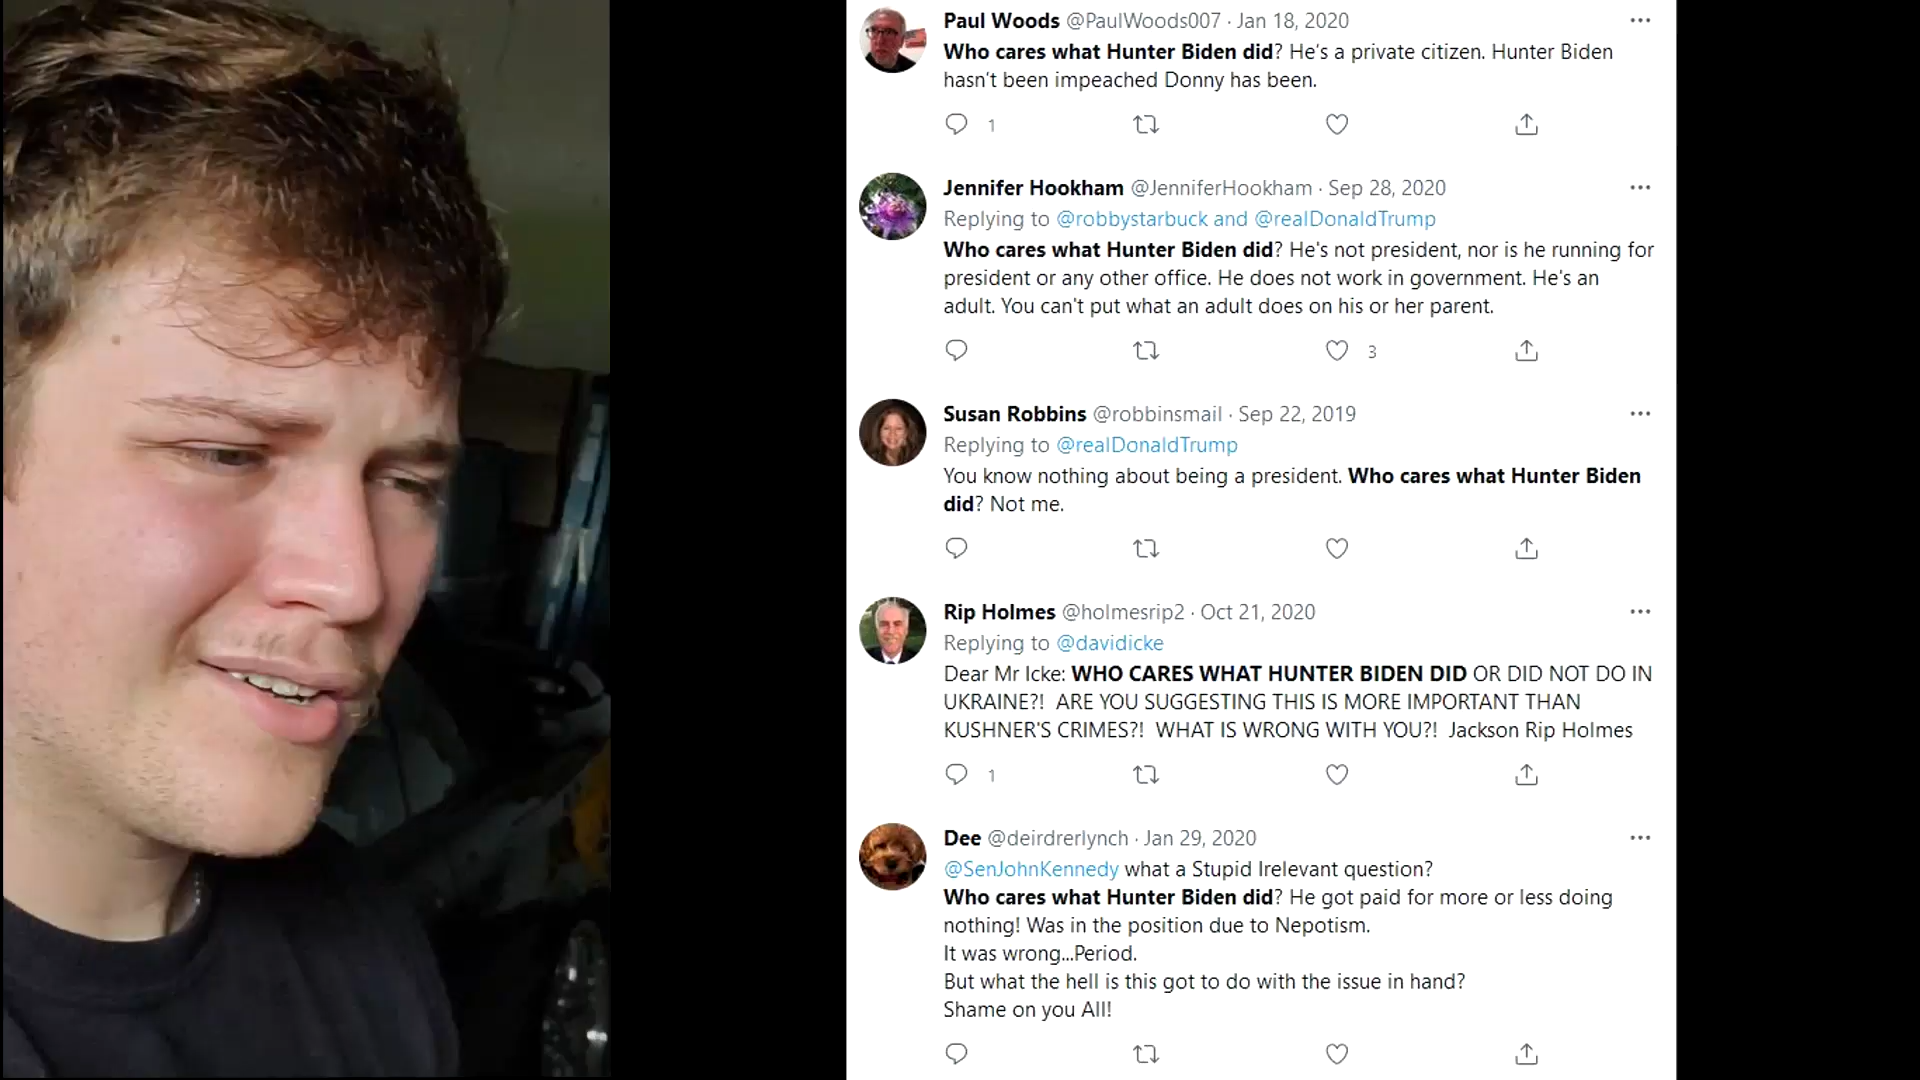 Paul Woods @PaulWoods007 · Jan 18, 2020
Who cares what Hunter Biden did? He's a private citizen. Hunter Biden
hasn't been impeached Donny has been.
1
Jennifer Hookham @JenniferHookham · Sep 28, 2020
Replying to @robbystarbuck and @realDonaldTrump
Who cares what Hunter Biden did? He's not president, nor is he running for
president or any other office. He does not work in government. He's an
adult. You can't put what an adult does on his or her parent.
3
Susan Robbins @robbinsmail · Sep 22, 2019
Replying to @realDonaldTrump
You know nothing about being a president. Who cares what Hunter Biden
did? Not me.
Rip Holmes @holmesrip2 · Oct 21, 2020
Replying to @davidicke
Dear Mr Icke: WHO CARES WHAT HUNTER BIDEN DID OR DID NOT DO IN
UKRAINE?!  ARE YOU SUGGESTING THIS IS MORE IMPORTANT THAN
KUSHNER'S CRIMES?!  WHAT IS WRONG WITH YOU?!  Jackson Rip Holmes
1
Dee @deirdrerlynch · Jan 29, 2020
@SenJohnKennedy what a Stupid Irelevant question?
Who cares what Hunter Biden did? He got paid for more or less doing
nothing! Was in the position due to Nepotism.
It was wrong...Period.
But what the hell is this got to do with the issue in hand?
Shame on you All!